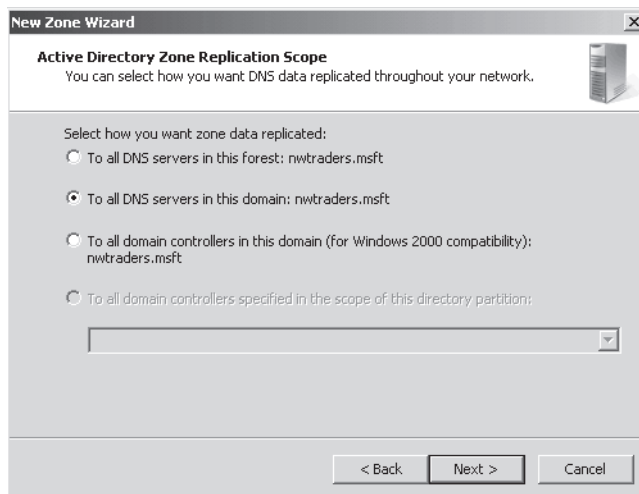 New Zone Wizard
Active Directory Zone Replication Scope
You can select how you want DNS data replicated throughout your network.
Select how you want zone data replicated:
To all DNS servers in this forest: nwtraders.msft
To all DNS servers in this domain: nwtraders.msft
To all domain controllers in this domain (for Windows 2000 compatibility):
nwtraders.msft
To all domain controllers specified in the scope of this directory partition:
< Back
Next >
Cancel